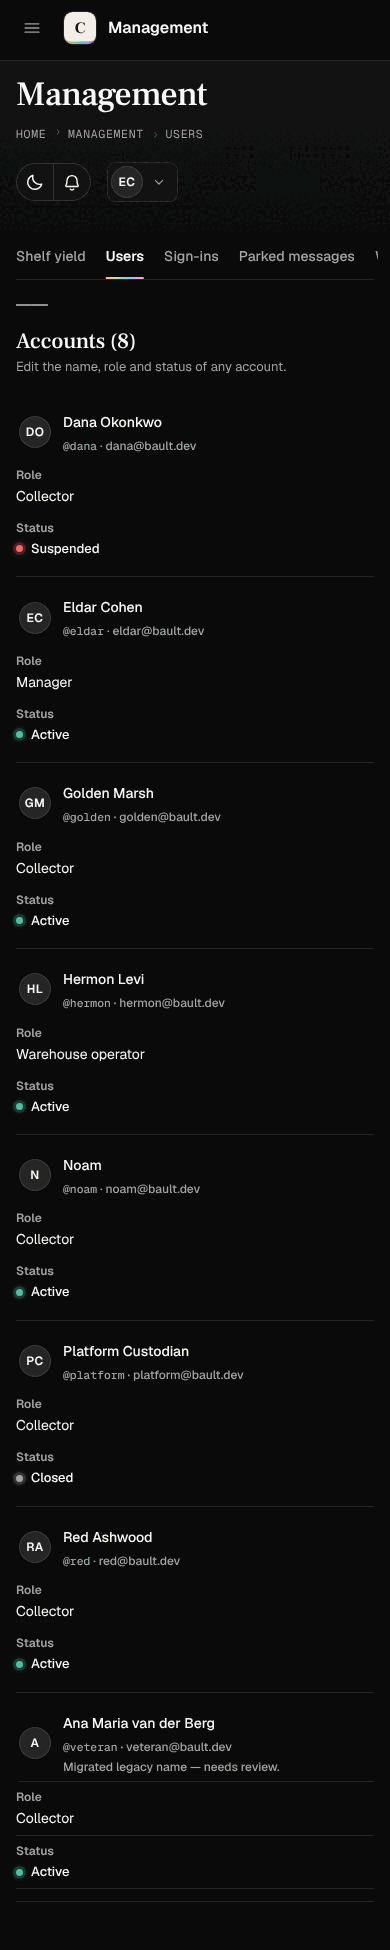 C Management
Management
HOME › MANAGEMENT › USERS
EC
Shelf yield Users Sign-ins Parked messages
Accounts (8)
Edit the name, role and status of any account.
DO Dana Okonkwo
@dana · dana@bault.dev
Role
Collector
Status
Suspended
EC Eldar Cohen
@eldar · eldar@bault.dev
Role
Manager
Status
Active
GM Golden Marsh
@golden · golden@bault.dev
Role
Collector
Status
Active
HL Hermon Levi
@hermon · hermon@bault.dev
Role
Warehouse operator
Status
Active
N Noam
@noam · noam@bault.dev
Role
Collector
Status
Active
PC Platform Custodian
@platform · platform@bault.dev
Role
Collector
Status
Closed
RA Red Ashwood
@red · red@bault.dev
Role
Collector
Status
Active
A Ana Maria van der Berg
@veteran · veteran@bault.dev
Migrated legacy name — needs review.
Role
Collector
Status
Active